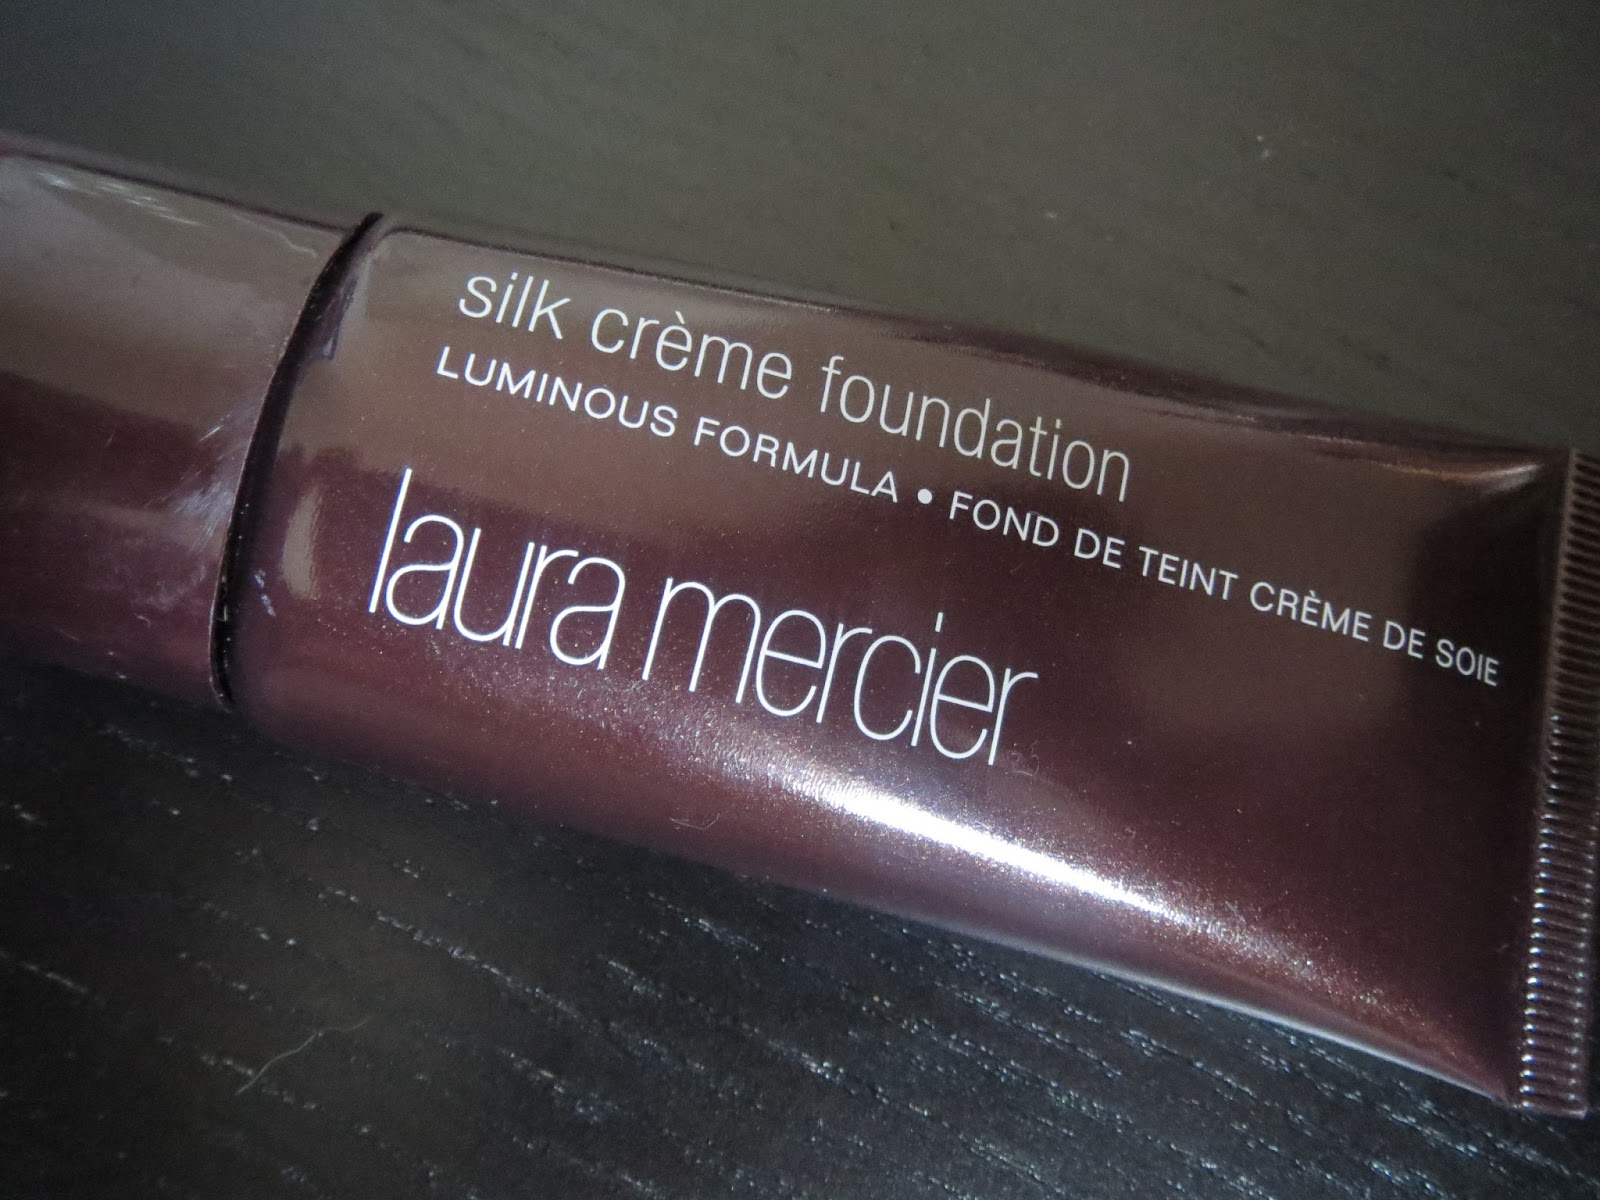 silk crème foundation
LUMINOUS FORMULA • FOND DE TEINT CRÈME DE SOIE
laura mercier